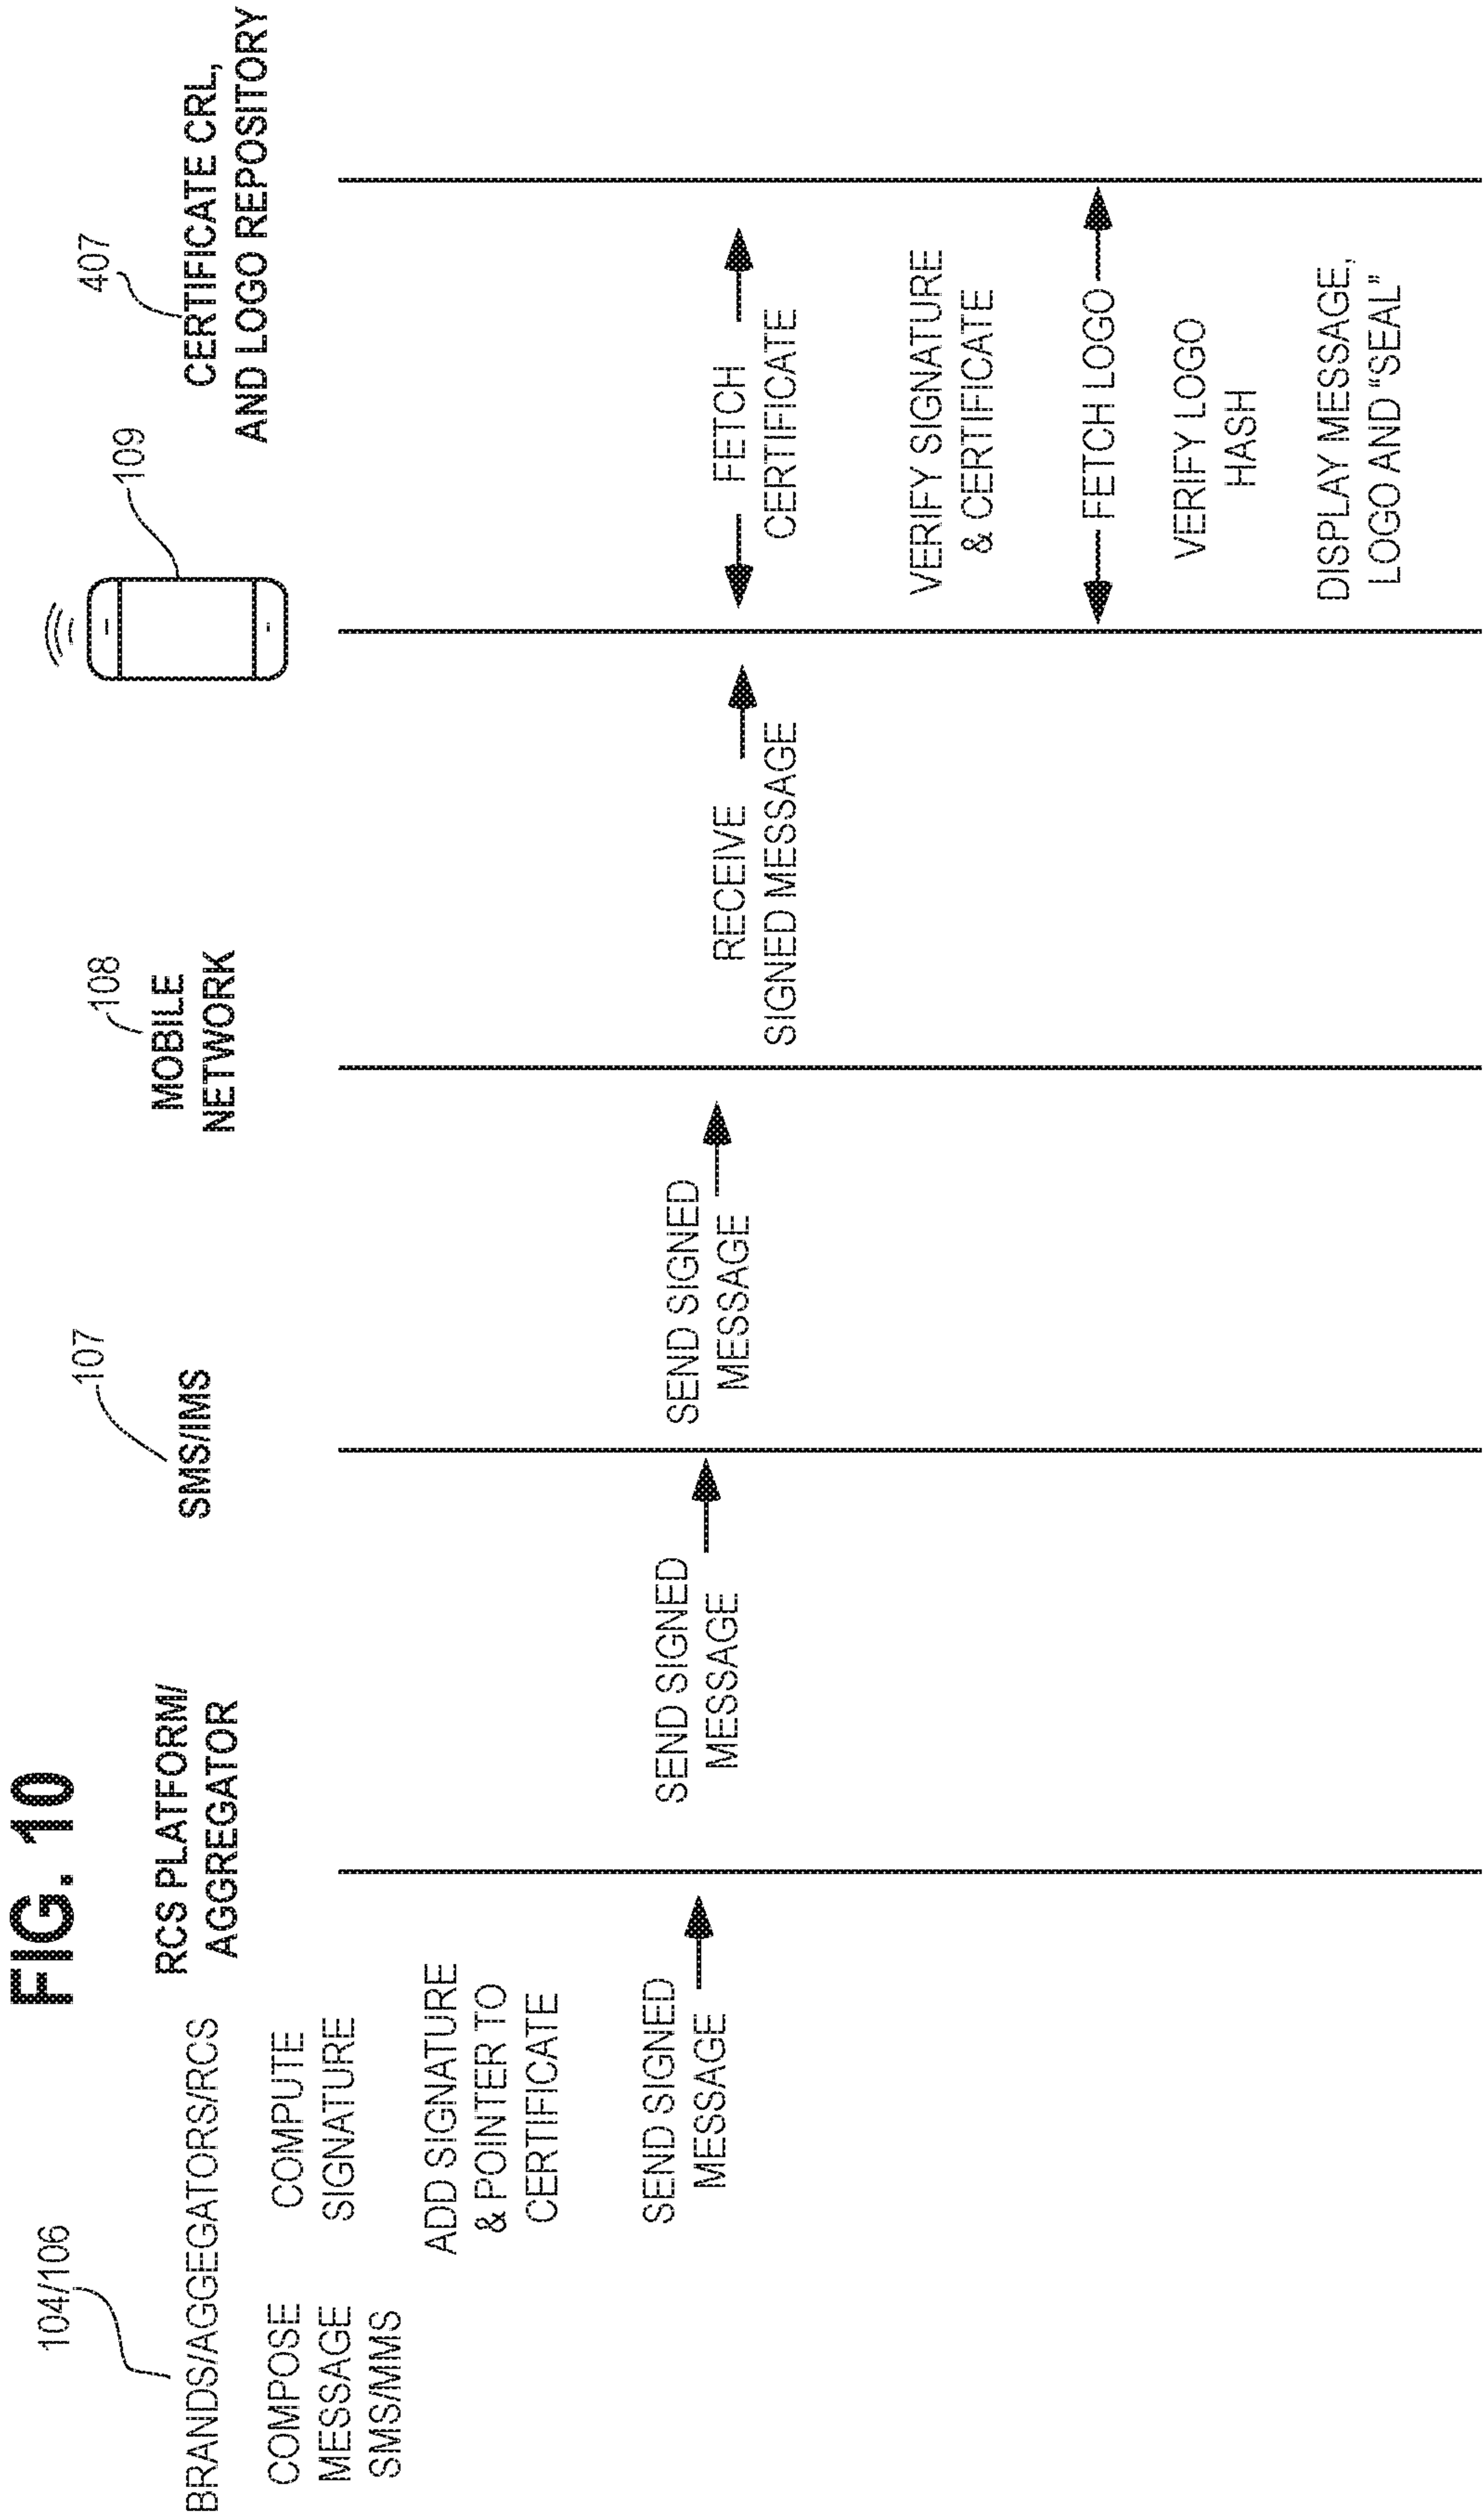 FIG. 10
104/106
BRANDS/AGGEGATORS/RCS
RCS PLATFORM/
AGGREGATOR
107
SMS/IMS
108
MOBILE
NETWORK
109
407
CERTIFICATE CRL,
AND LOGO REPOSITORY
COMPOSE
MESSAGE
SMS/MMS
COMPUTE
SIGNATURE
ADD SIGNATURE
& POINTER TO
CERTIFICATE
SEND SIGNED
MESSAGE
SEND SIGNED
MESSAGE
SEND SIGNED
MESSAGE
RECEIVE
SIGNED MESSAGE
FETCH
CERTIFICATE
VERIFY SIGNATURE
& CERTIFICATE
FETCH LOGO
VERIFY LOGO
HASH
DISPLAY MESSAGE,
LOGO AND "SEAL"